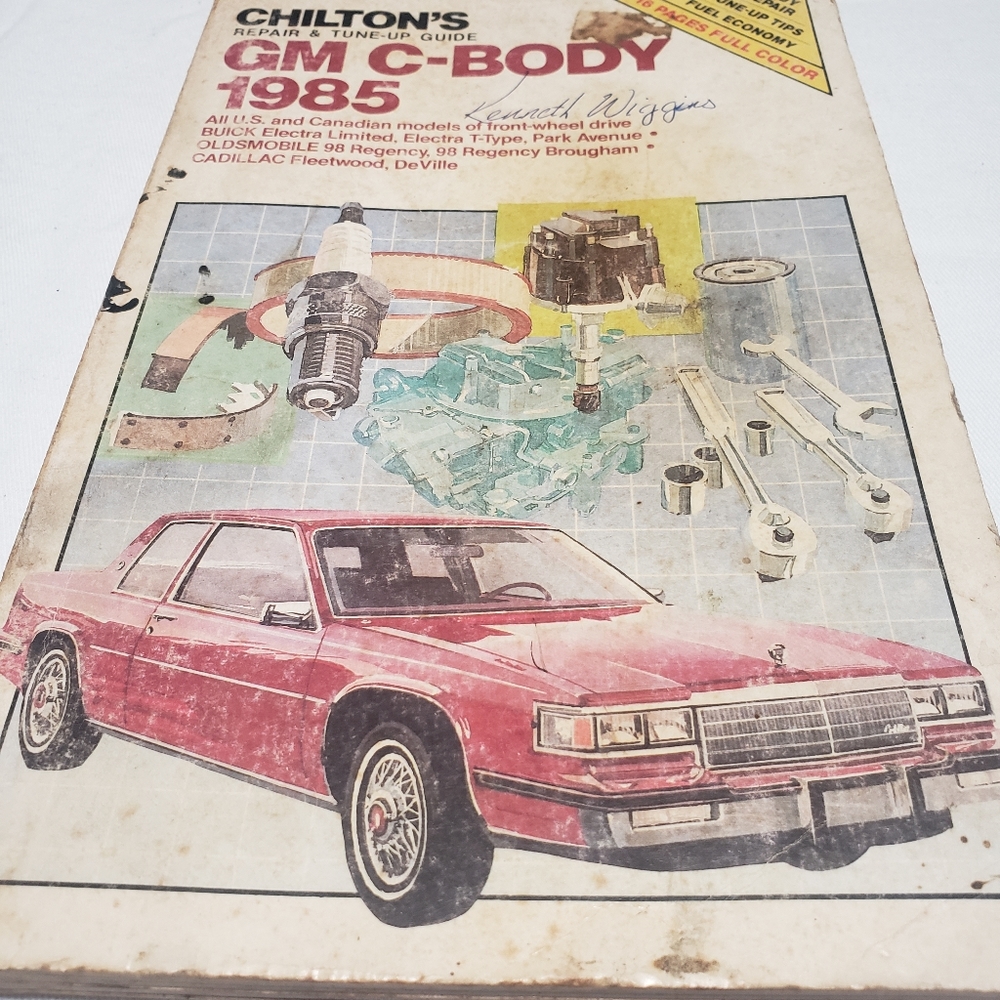 CHILTON'S
REPAIR & TUNE-UP GUIDE
GM C-BODY
1985
Kenneth Wiggins
All U.S. and Canadian models of front-wheel drive
BUICK Electra Limited, Electra T-Type, Park Avenue •
OLDSMOBILE 98 Regency, 98 Regency Brougham •
CADILLAC Fleetwood, DeVille
REPAIR
TUNE-UP TIPS
FUEL ECONOMY
16 PAGES FULL COLOR